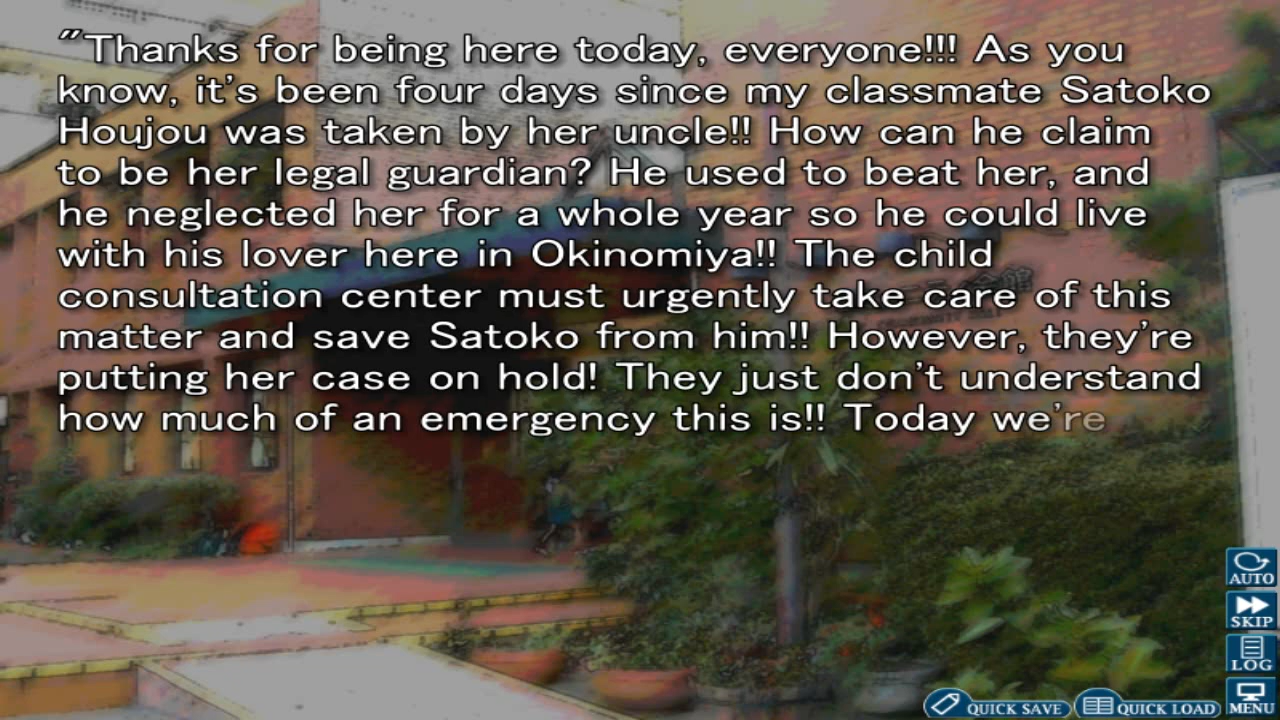 "Thanks for being here today, everyone!!! As you
know, it's been four days since my classmate Satoko
Houjou was taken by her uncle!! How can he claim
to be her legal guardian? He used to beat her, and
he neglected her for a whole year so he could live
with his lover here in Okinomiya!! The child
consultation center must urgently take care of this
matter and save Satoko from him!! However, they're
putting her case on hold! They just don't understand
how much of an emergency this is!! Today we're
AUTO
SKIP
LOG
MENU
QUICK SAVE
QUICK LOAD